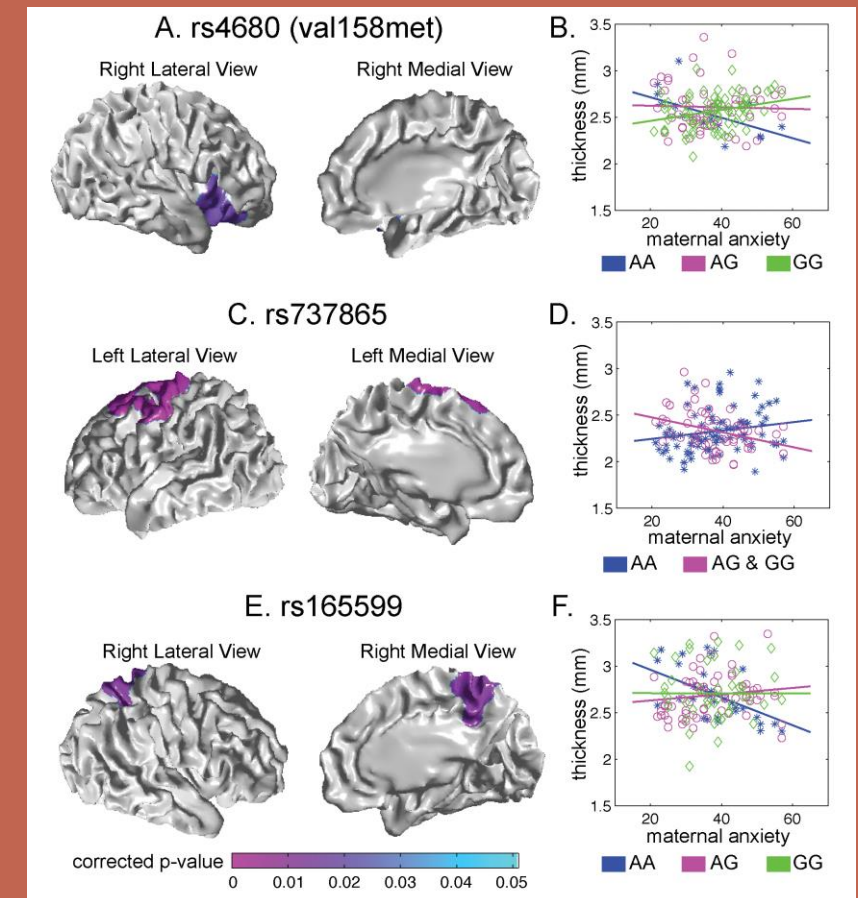 A. rs4680 (val158met)
Right Lateral View
Right Medial View
B.
thickness (mm)
3.5
3
2.5
2
1.5
20
40
60
maternal anxiety
AA
AG
GG
C. rs737865
Left Lateral View
Left Medial View
D.
thickness (mm)
3.5
3
2.5
2
1.5
20
40
60
maternal anxiety
AA
AG & GG
E. rs165599
Right Lateral View
Right Medial View
F.
thickness (mm)
3.5
3
2.5
2
1.5
20
40
60
maternal anxiety
AA
AG
GG
corrected p-value
0
0.01
0.02
0.03
0.04
0.05